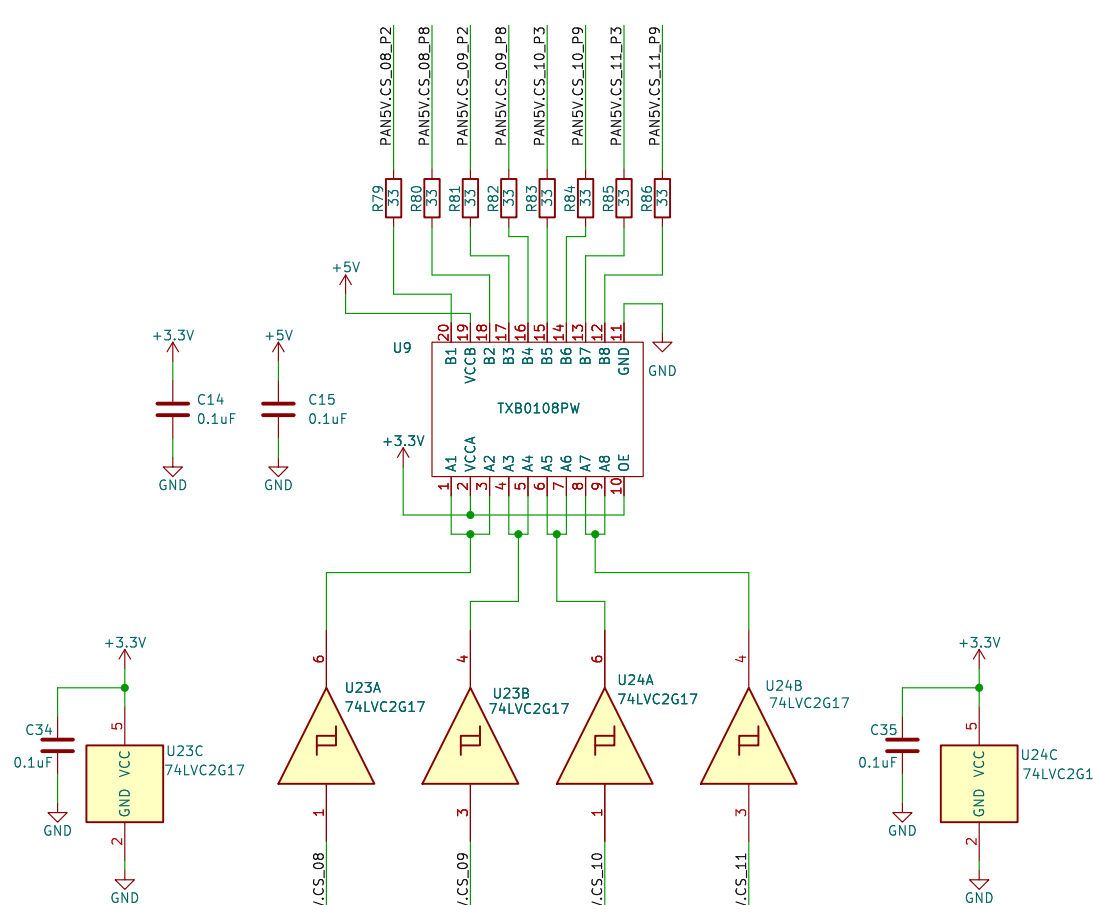 PAN5V.CS_08_P2
PAN5V.CS_08_P8
PAN5V.CS_09_P2
PAN5V.CS_09_P8
PAN5V.CS_10_P3
PAN5V.CS_10_P9
PAN5V.CS_11_P3
PAN5V.CS_11_P9
R79 33
R80 33
R81 33
R82 33
R83 33
R84 33
R85 33
R86 33
+5V
20 19 18 17 16 15 14 13 12 11
U9
B1 VCCB B2 B3 B4 B5 B6 B7 B8 GND
GND
TXB0108PW
+3.3V
C14
0.1uF
GND
+5V
C15
0.1uF
GND
+3.3V
A1 VCCA A2 A3 A4 A5 A6 A7 A8 OE
1 2 3 4 5 6 7 8 9 10
6
U23A
74LVC2G17
1
.CS_08
4
U23B
74LVC2G17
3
.CS_09
6
U24A
74LVC2G17
1
.CS_10
4
U24B
74LVC2G17
3
.CS_11
+3.3V
C34
0.1uF
GND
5
VCC
GND
U23C
74LVC2G17
2
GND
+3.3V
C35
0.1uF
GND
5
VCC
GND
U24C
74LVC2G1
2
GND